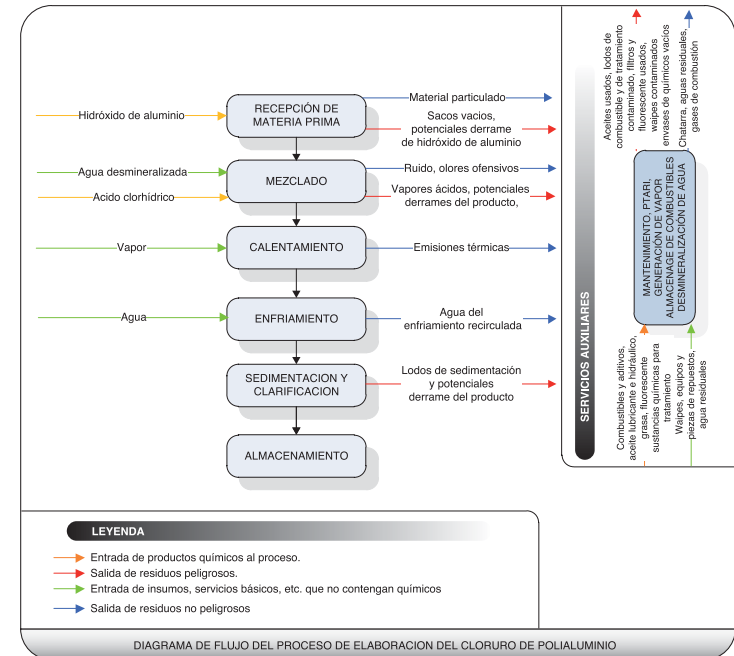 Hidróxido de aluminio
RECEPCIÓN DE
MATERIA PRIMA
Material particulado
Sacos vacios,
potenciales derrame
de hidróxido de aluminio
Agua desmineralizada
Acido clorhídrico
MEZCLADO
Ruido, olores ofensivos
Vapores ácidos, potenciales
derrames del producto,
Vapor
CALENTAMIENTO
Emisiones térmicas
Agua
ENFRIAMIENTO
Agua del
enfriamiento recirculada
SEDIMENTACION Y
CLARIFICACION
Lodos de sedimentación
y potenciales
derrame del producto
ALMACENAMIENTO
SERVICIOS AUXILIARES
Aceites usados, lodos de
combustible y de tratamiento
contaminado, filtros y
fluorescente usados,
waipes contaminados
envases de químicos vacíos
Chatarra, aguas residuales,
gases de combustión
MANTENIMIENTO, PTARI,
GENERACIÓN DE VAPOR
ALMACENAGE DE COMBUSTIBLES
DESMINERALIZACIÓN DE AGUA
Combustibles y aditivos,
aceite lubricante e hidráulico,
grasa, fluorescente
sustancias químicas para
tratamiento
Waipes, equipos y
piezas de repuestos,
agua residuales
LEYENDA
Entrada de productos químicos al proceso.
Salida de residuos peligrosos.
Entrada de insumos, servicios básicos, etc. que no contengan químicos
Salida de residuos no peligrosos
DIAGRAMA DE FLUJO DEL PROCESO DE ELABORACION DEL CLORURO DE POLIALUMINIO